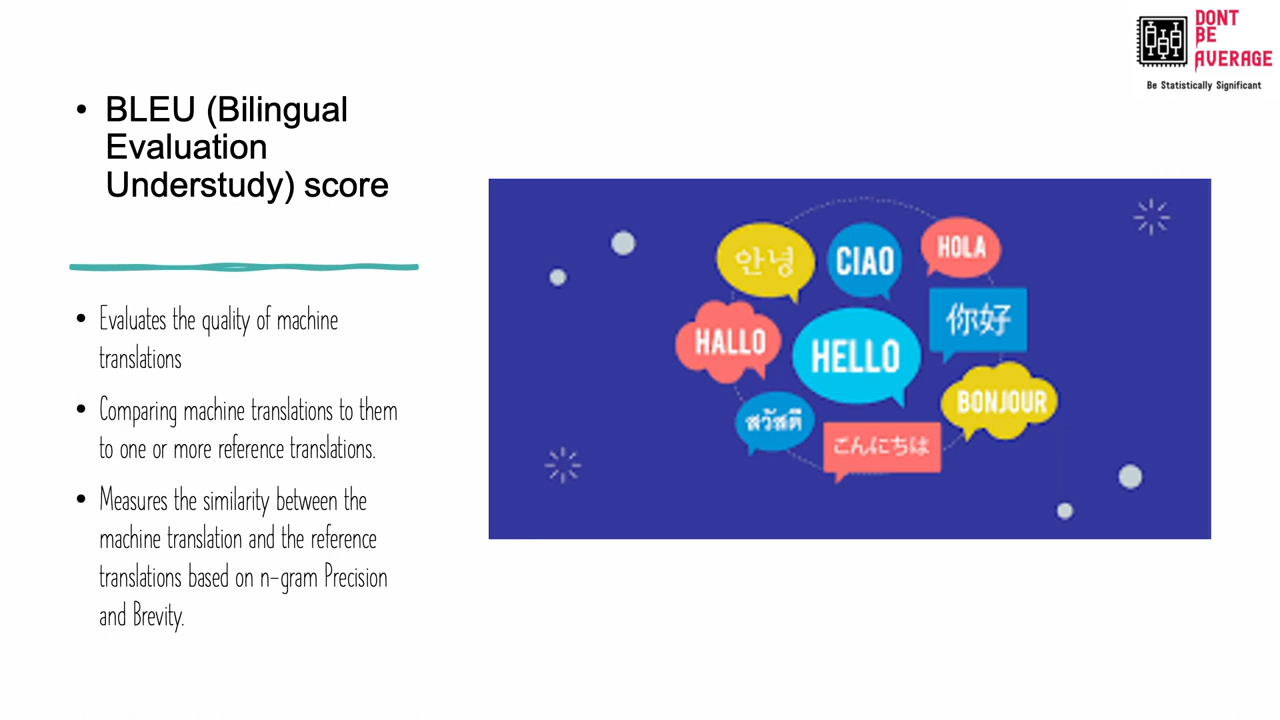 DONT
BE
AVERAGE
Be Statistically Significant
• BLEU (Bilingual
Evaluation
Understudy) score
• Evaluates the quality of machine
translations
• Comparing machine translations to them
to one or more reference translations.
• Measures the similarity between the
machine translation and the reference
translations based on n-gram Precision
and Brevity.
안녕
CIAO
HOLA
HALLO
HELLO
你好
สวัสดี
こんにちは
BONJOUR